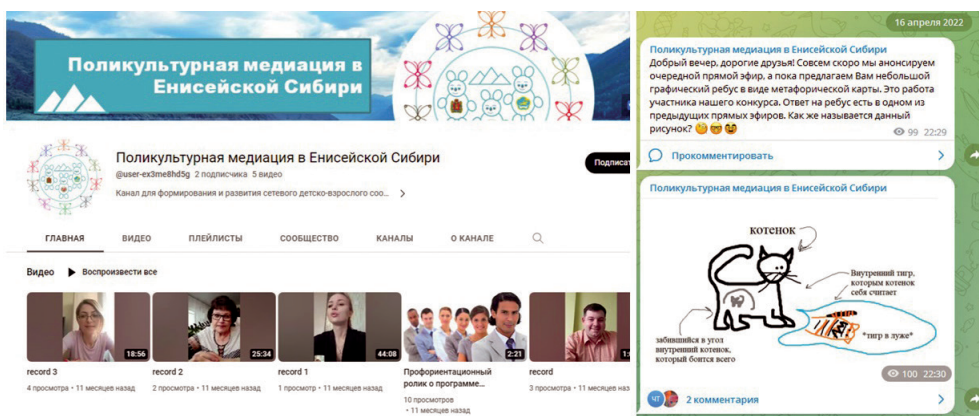 Поликультурная медиация в
Енисейской Сибири
Поликультурная медиация в Енисейской Сибири
@user-ex3me8hd5g 2 подписчика 5 видео
Подписат
Канал для формирования и развития сетевого детско-взрослого соо...
ГЛАВНАЯ ВИДЕО ПЛЕЙЛИСТЫ СООБЩЕСТВО КАНАЛЫ О КАНАЛЕ
Видео Воспроизвести все
18:56
25:34
44:08
2:21
1:
record 3
4 просмотра • 11 месяцев назад
record 2
2 просмотра • 11 месяцев назад
record 1
1 просмотр • 11 месяцев назад
Профориентационный
ролик о программе...
10 просмотров
• 11 месяцев назад
record
3 просмотра • 11 месяцев назад
16 апреля 2022
Поликультурная медиация в Енисейской Сибири
Добрый вечер, дорогие друзья! Совсем скоро мы анонсируем
очередной прямой эфир, а пока предлагаем Вам небольшой
графический ребус в виде метафорической карты. Это работа
участника нашего конкурса. Ответ на ребус есть в одном из
предыдущих прямых эфиров. Как же называется данный
рисунок?
99 22:29
Прокомментировать
Поликультурная медиация в Енисейской Сибири
котенок
Внутренний тигр,
которым котенок
себя считает
*тигр в луже*
забившийся в угол
внутренний котенок,
который боится всего
100 22:30
ЧТ
2 комментария